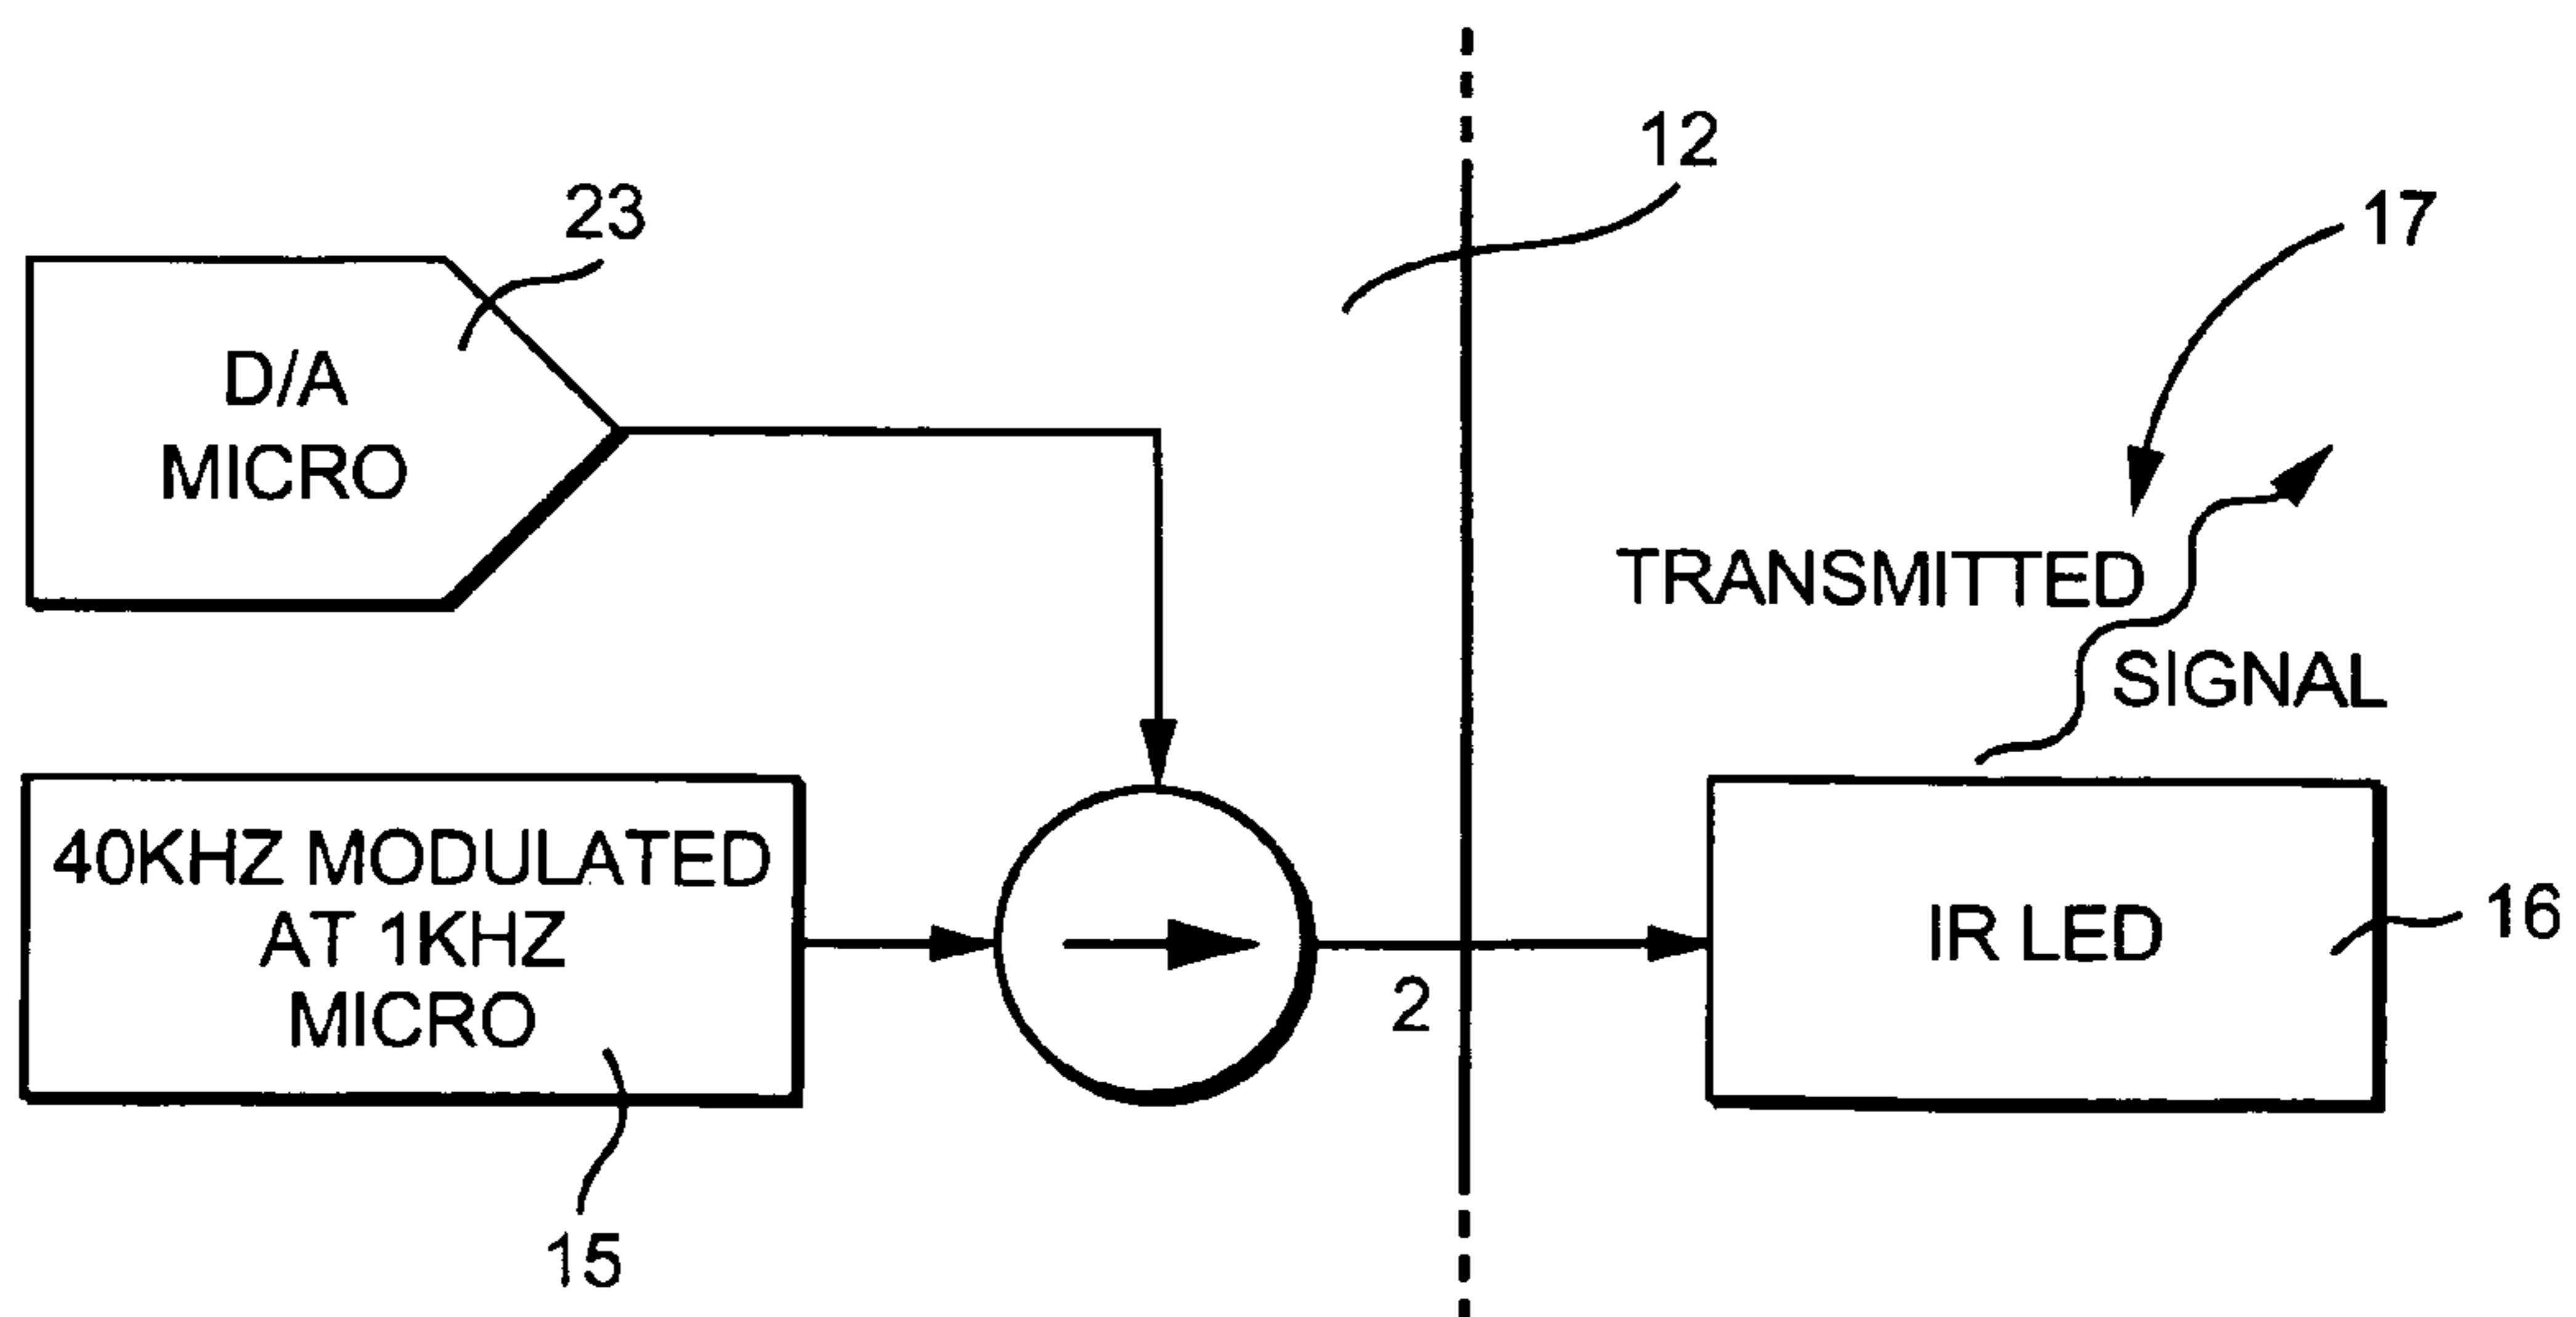 12
17
23
D/A
MICRO
TRANSMITTED
SIGNAL
40KHZ MODULATED
AT 1KHZ
MICRO
IR LED
16
2
15